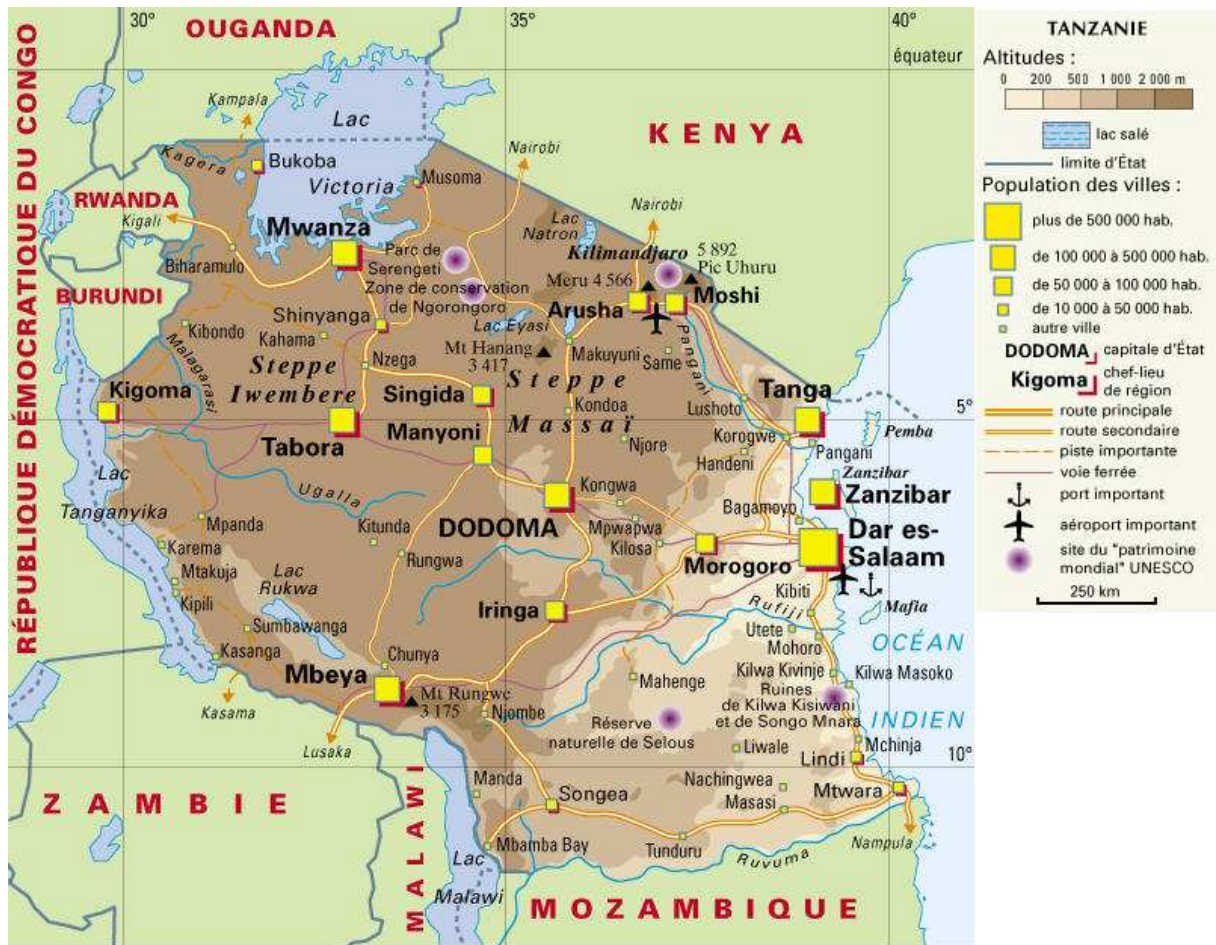 30°
35°
40°
OUGANDA
équateur
RÉPUBLIQUE DÉMOCRATIQUE DU CONGO
Kampala
Lac
Victoria
KENYA
Nairobi
Kagera
Bukoba
Musoma
RWANDA
Kigali
Mwanza
Lac
Natron
Nairobi
Kilimandjaro
5 892
Pic Uhuru
Biharamulo
Parc de
Serengeti
Zone de conservation
de Ngorongoro
Meru 4 566
BURUNDI
Arusha
Moshi
Shinyanga
Lac Eyasi
Kibondo
Kahama
Mt Hanang
3 417
Makuyuni
Same
Pangani
Malagarasi
Nzega
Steppe
Iwembere
Kigoma
Singida
Steppe
Massaï
Tanga
Lushoto
Kondoa
5°
Tabora
Manyoni
Njore
Korogwe
Pangani
Pemba
Handeni
Lac
Tanganyika
Ugalla
Kongwa
Zanzibar
Zanzibar
Mpanda
Kitunda
DODOMA
Mpwapwa
Bagamoyo
Karema
Rungwa
Kilosa
Dar es-
Salaam
Mtakuja
Morogoro
Kipili
Lac
Rukwa
Iringa
Kibiti
Rufiji
Mafia
Sumbawanga
Utete
Mohoro
OCÉAN
INDIEN
Kasanga
Chunya
Mbeya
Mahenge
Kilwa Kivinje
Kilwa Masoko
Ruines
de Kilwa Kisiwani
et de Songo Mnara
Kasama
Mt Rungwe
3 175
Njombe
Réserve
naturelle de Selous
Lusaka
Liwale
Mchinja
Lindi
10°
ZAMBIE
MALAWI
Manda
Songea
Nachingwea
Masasi
Mtwara
Mbamba Bay
Tunduru
Ruvuma
Nampula
Lac
Malawi
MOZAMBIQUE
TANZANIE
Altitudes :
0 200 500 1 000 2 000 m
lac salé
limite d'État
Population des villes :
plus de 500 000 hab.
de 100 000 à 500 000 hab.
de 50 000 à 100 000 hab.
de 10 000 à 50 000 hab.
autre ville
DODOMA capitale d'État
Kigoma chef-lieu
de région
route principale
route secondaire
piste importante
voie ferrée
port important
aéroport important
site du "patrimoine
mondial" UNESCO
250 km